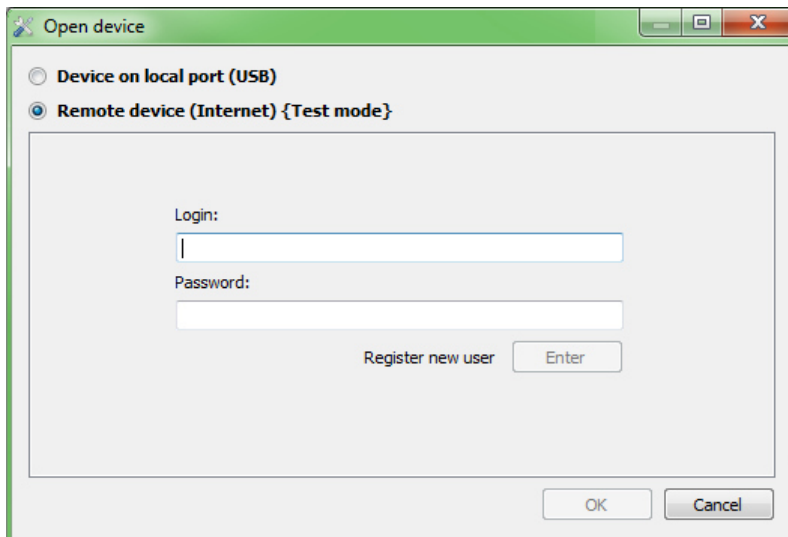 Open device
Device on local port (USB)
Remote device (Internet) {Test mode}
Login:
Password:
Register new user Enter
OK Cancel